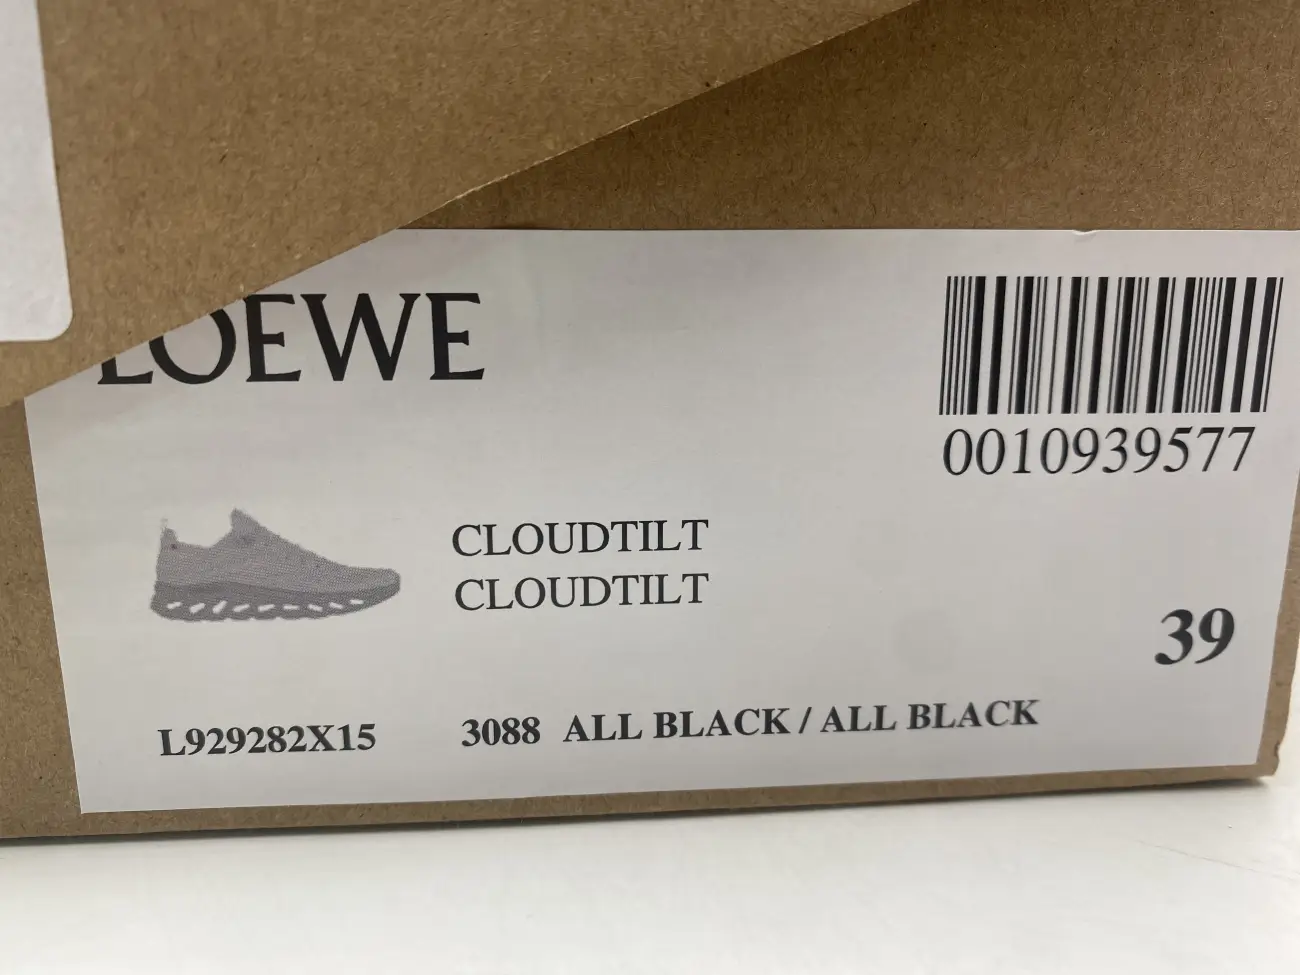 LOEWE
0010939577
CLOUDTILT
CLOUDTILT
39
L929282X15 3088 ALL BLACK / ALL BLACK